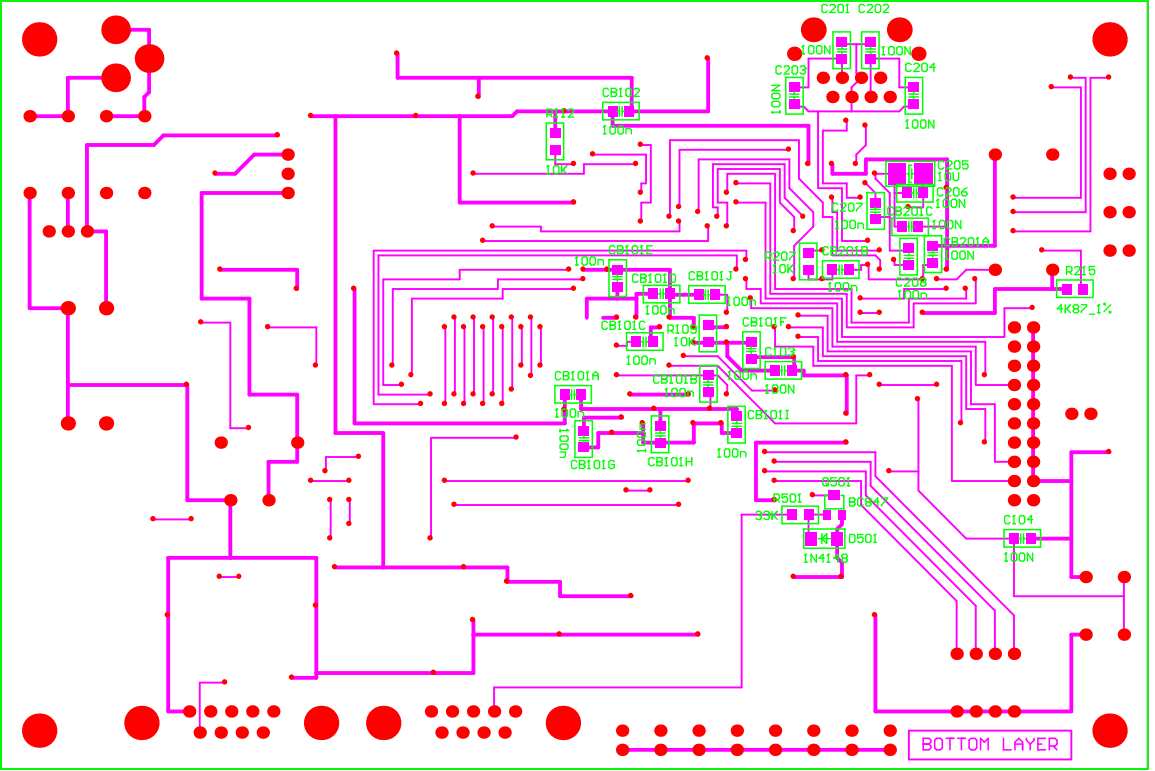 C201 C202
100N
100N
C203
C204
100N
100N
CB102
R112
100n
10K
C205
10U
C206
100N
C207
CB201C
100n
100N
CB201A
CB201B
R207
10K
100N
100n
C208
100n
R215
4K87_1%
CB101E
100n
CB101D
CB101J
100n
100n
CB101C
R109
CB101F
10K
100n
C103
100n
100N
CB101A
CB101B
100n
100n
CB101I
100n
100n
100n
CB101G
CB101H
Q501
R501
BC847
33K
C104
D501
1N4148
100N
BOTTOM LAYER